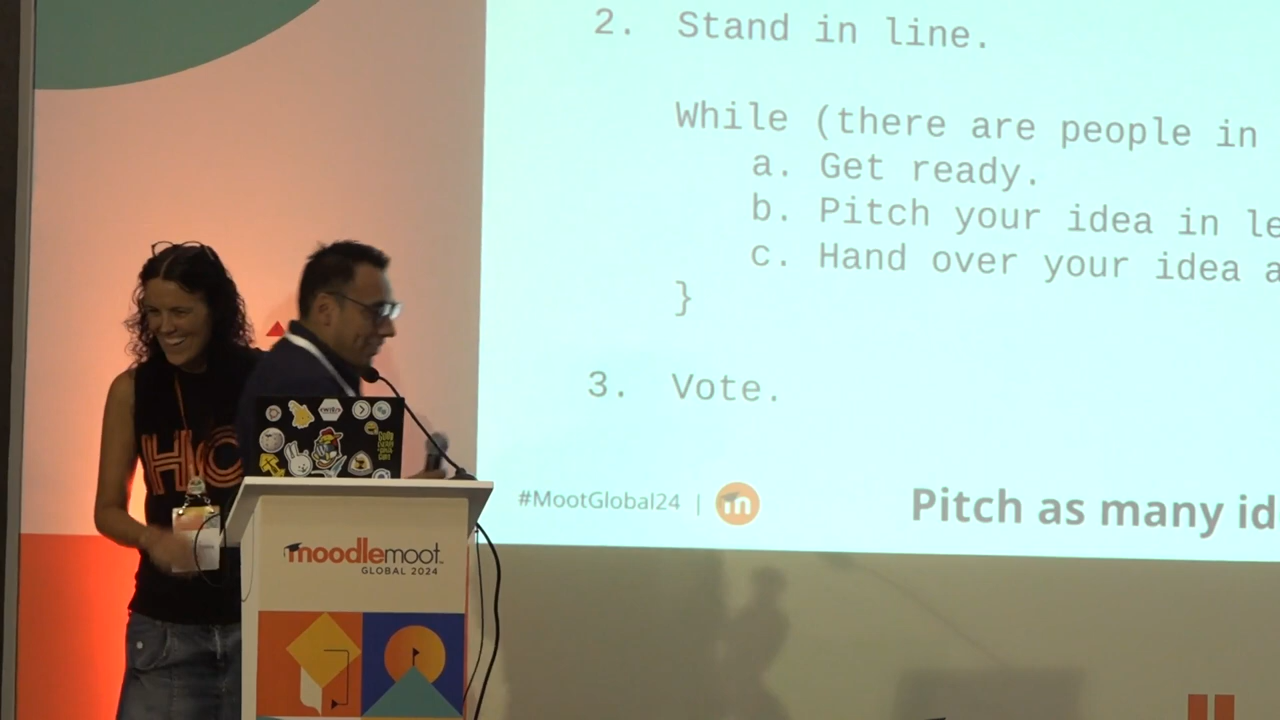 2. Stand in line.
While (there are people in
a. Get ready.
b. Pitch your idea in le
c. Hand over your idea a
}
3. Vote.
#MootGlobal24 |
Pitch as many id
HO
moodlemoot
GLOBAL 2024